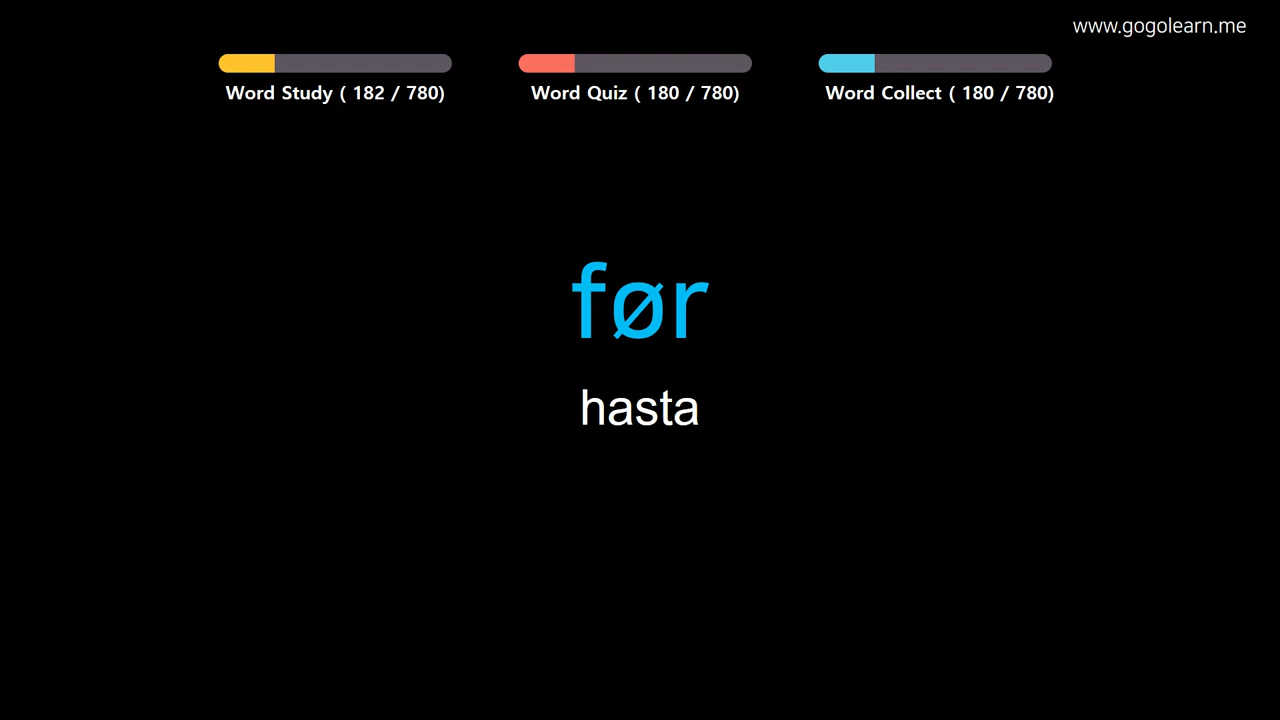 www.gogolearn.me
Word Study ( 182 / 780)
Word Quiz ( 180 / 780)
Word Collect ( 180 / 780)
før
hasta